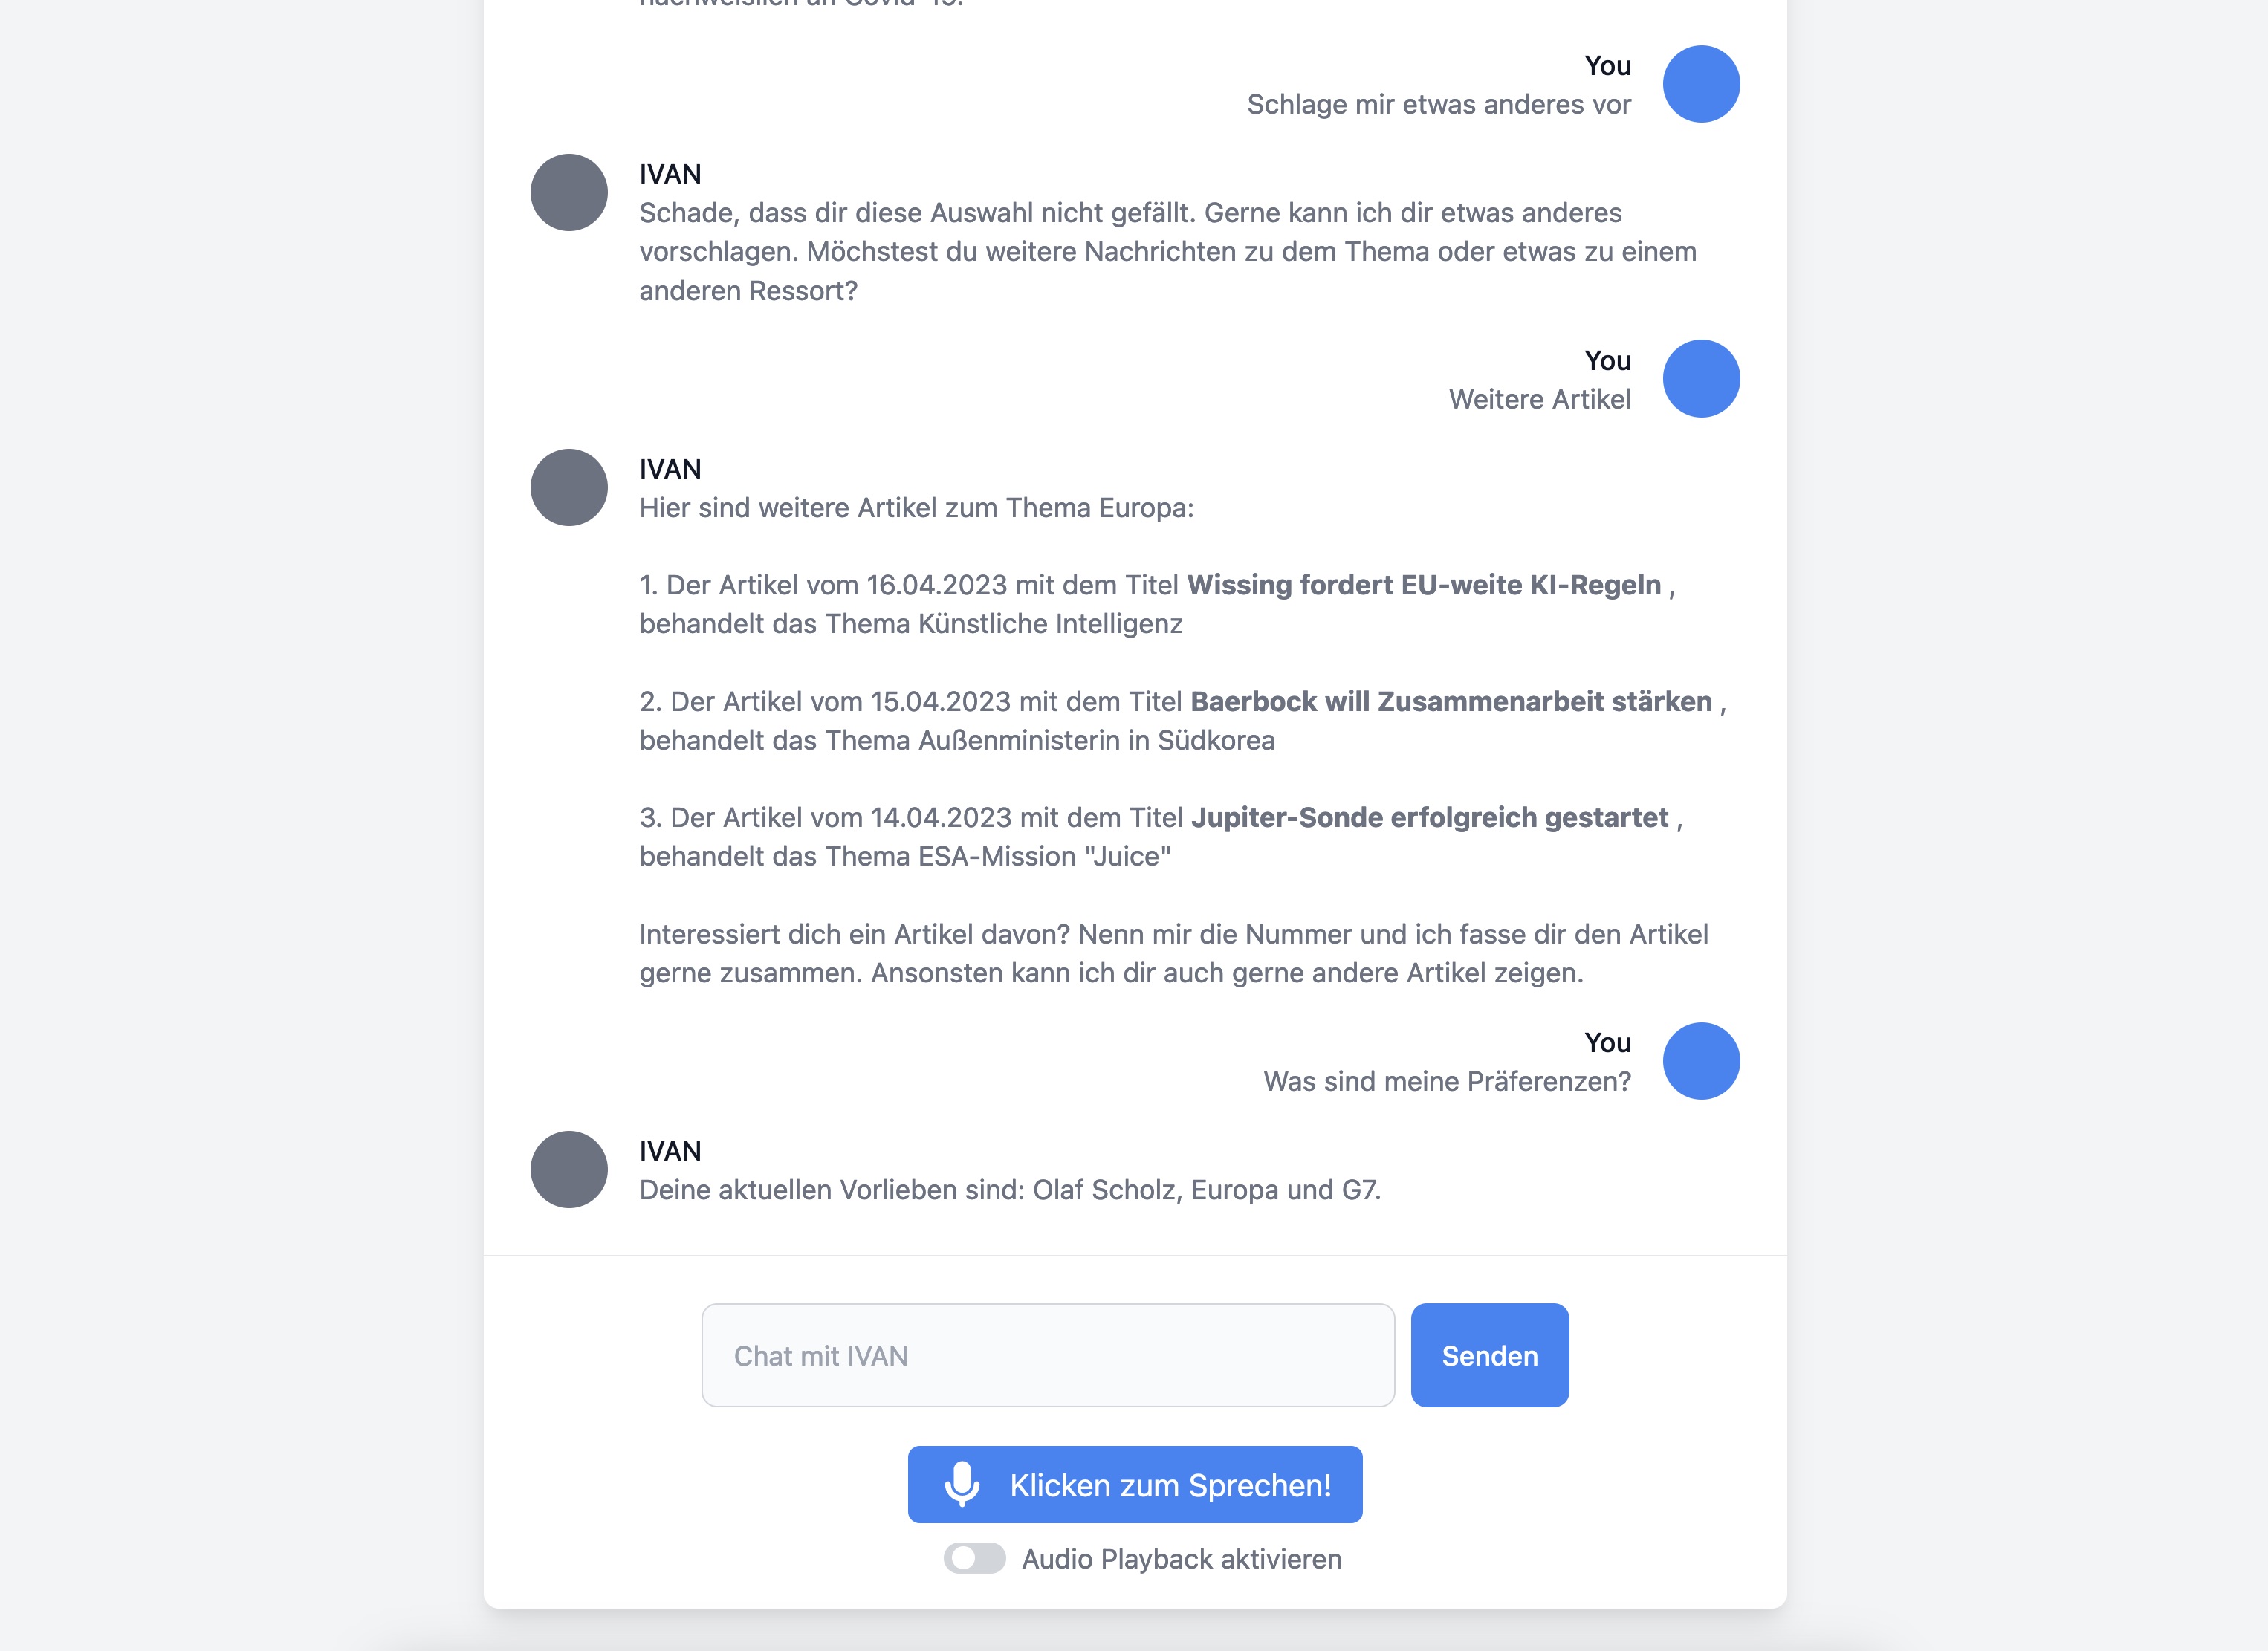 You
Schlage mir etwas anderes vor
IVAN
Schade, dass dir diese Auswahl nicht gefällt. Gerne kann ich dir etwas anderes
vorschlagen. Möchstest du weitere Nachrichten zu dem Thema oder etwas zu einem
anderen Ressort?
You
Weitere Artikel
IVAN
Hier sind weitere Artikel zum Thema Europa:
1. Der Artikel vom 16.04.2023 mit dem Titel Wissing fordert EU-weite KI-Regeln ,
behandelt das Thema Künstliche Intelligenz
2. Der Artikel vom 15.04.2023 mit dem Titel Baerbock will Zusammenarbeit stärken ,
behandelt das Thema Außenministerin in Südkorea
3. Der Artikel vom 14.04.2023 mit dem Titel Jupiter-Sonde erfolgreich gestartet ,
behandelt das Thema ESA-Mission "Juice"
Interessiert dich ein Artikel davon? Nenn mir die Nummer und ich fasse dir den Artikel
gerne zusammen. Ansonsten kann ich dir auch gerne andere Artikel zeigen.
You
Was sind meine Präferenzen?
IVAN
Deine aktuellen Vorlieben sind: Olaf Scholz, Europa und G7.
Chat mit IVAN
Senden
Klicken zum Sprechen!
Audio Playback aktivieren